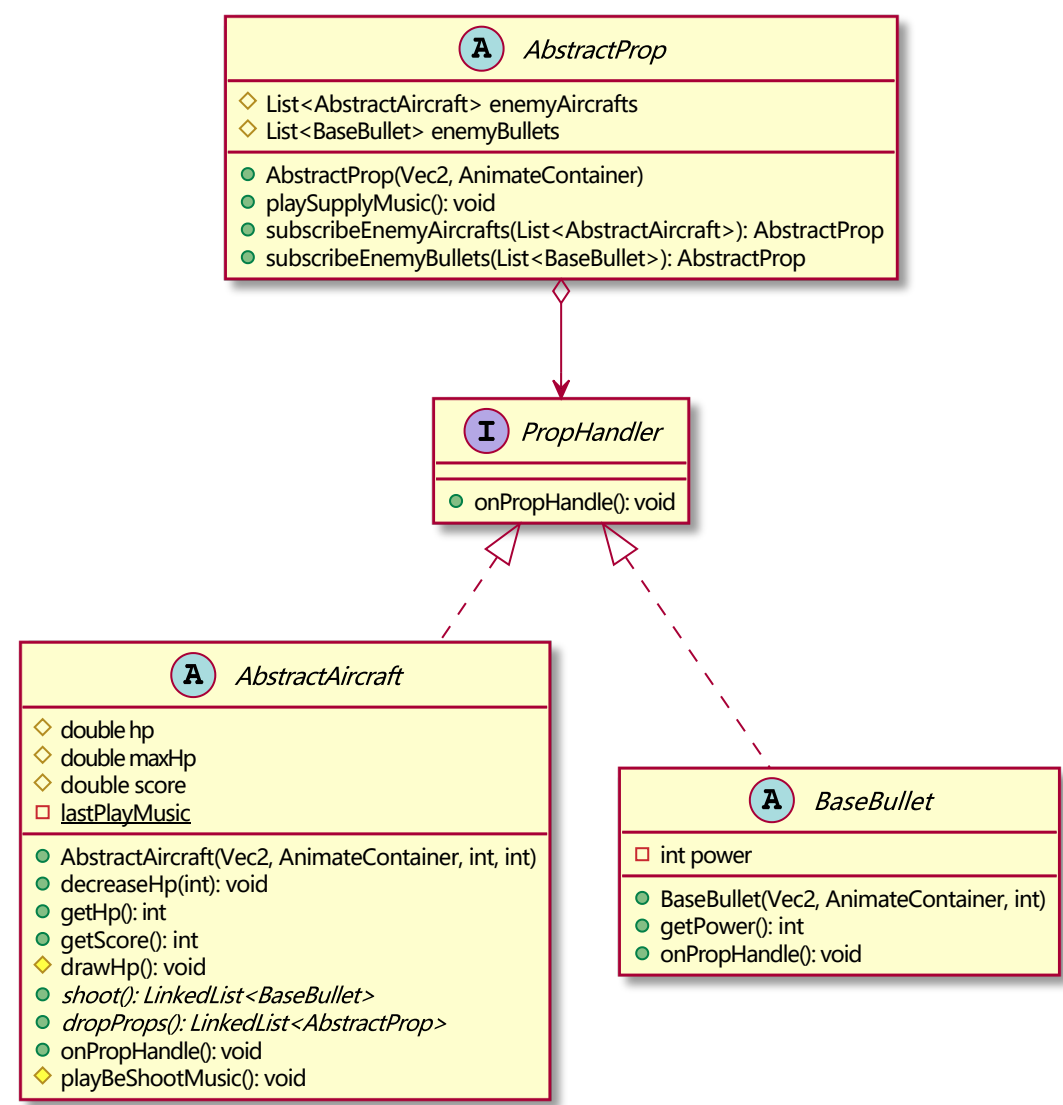 A AbstractProp
List<AbstractAircraft> enemyAircrafts
List<BaseBullet> enemyBullets
AbstractProp(Vec2, AnimateContainer)
playSupplyMusic(): void
subscribeEnemyAircrafts(List<AbstractAircraft>): AbstractProp
subscribeEnemyBullets(List<BaseBullet>): AbstractProp
I PropHandler
onPropHandle(): void
A AbstractAircraft
double hp
double maxHp
double score
lastPlayMusic
AbstractAircraft(Vec2, AnimateContainer, int, int)
decreaseHp(int): void
getHp(): int
getScore(): int
drawHp(): void
shoot(): LinkedList<BaseBullet>
dropProps(): LinkedList<AbstractProp>
onPropHandle(): void
playBeShootMusic(): void
A BaseBullet
int power
BaseBullet(Vec2, AnimateContainer, int)
getPower(): int
onPropHandle(): void